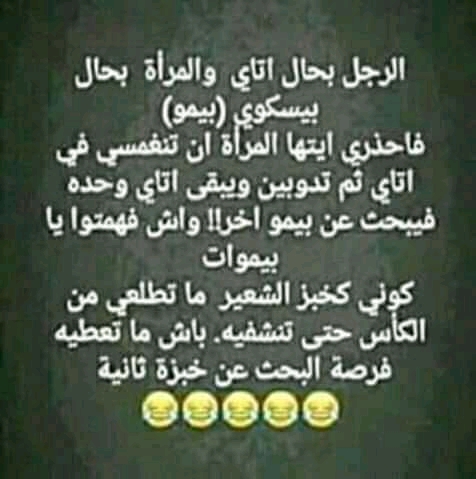 الرجل بحال اتاي والمرأة بحال
بيسكوي (بيمو)
فاحذري ايتها المرأة ان تنغمسي في
اتاي ثم تدوبين ويبقى اتاي وحده
فيبحث عن بيمو اخر!! واش فهمتوا يا
بيموات
كوني كخبز الشعير ما تطلعي من
الكأس حتى تنشفيه. باش ما تعطيه
فرصة البحث عن خبزة ثانية
😂😂😂😂😂